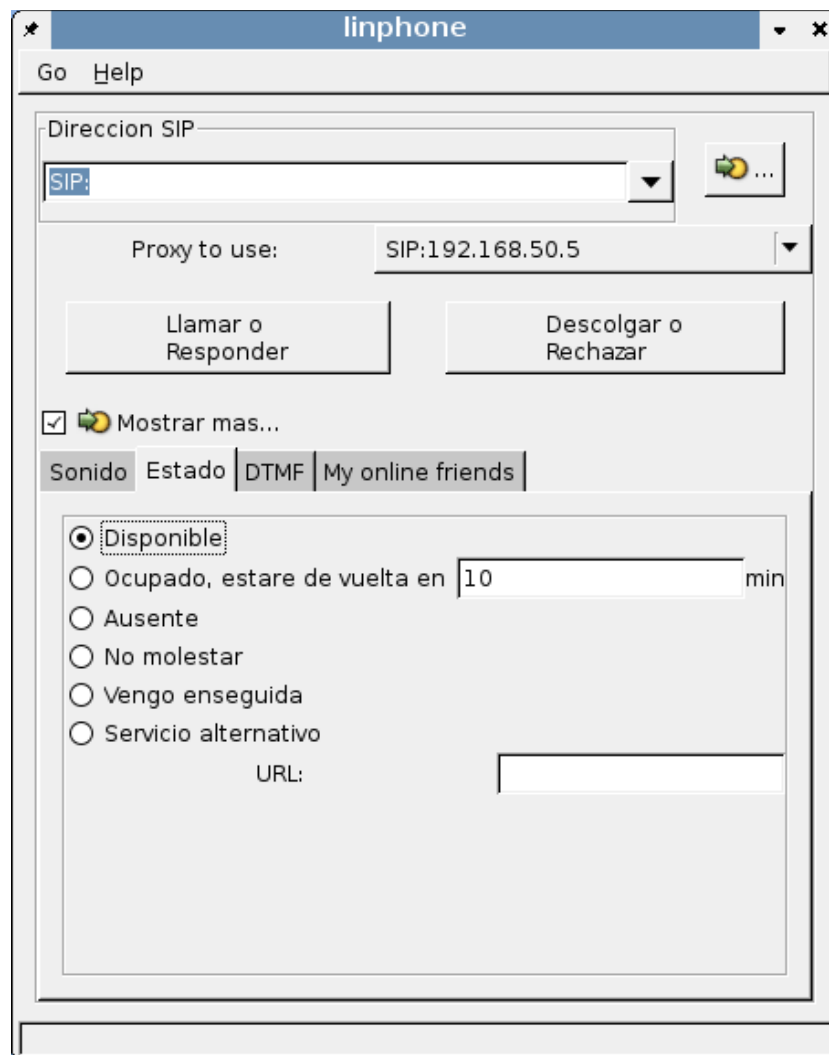 linphone
Go Help
Direccion SIP
SIP:
...
Proxy to use: SIP:192.168.50.5
Llamar o
Responder
Descolgar o
Rechazar
Mostrar mas...
Sonido Estado DTMF My online friends
Disponible
Ocupado, estare de vuelta en 10 min
Ausente
No molestar
Vengo enseguida
Servicio alternativo
URL: